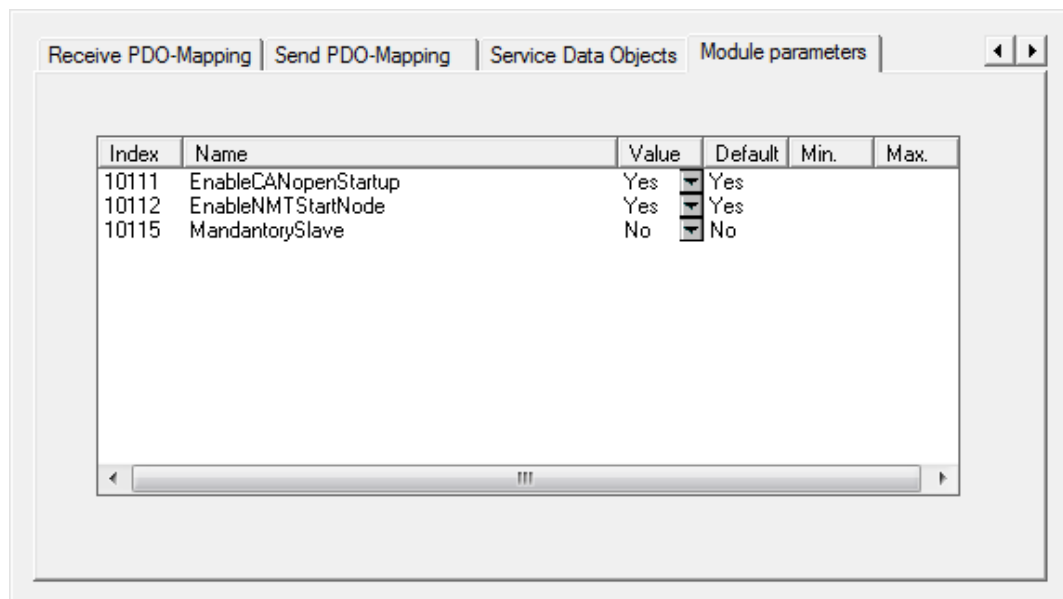 Receive PDO-Mapping Send PDO-Mapping Service Data Objects Module parameters
Index Name Value Default Min. Max.
10111 EnableCANopenStartup Yes Yes
10112 EnableNMTStartNode Yes Yes
10115 MandantorySlave No No